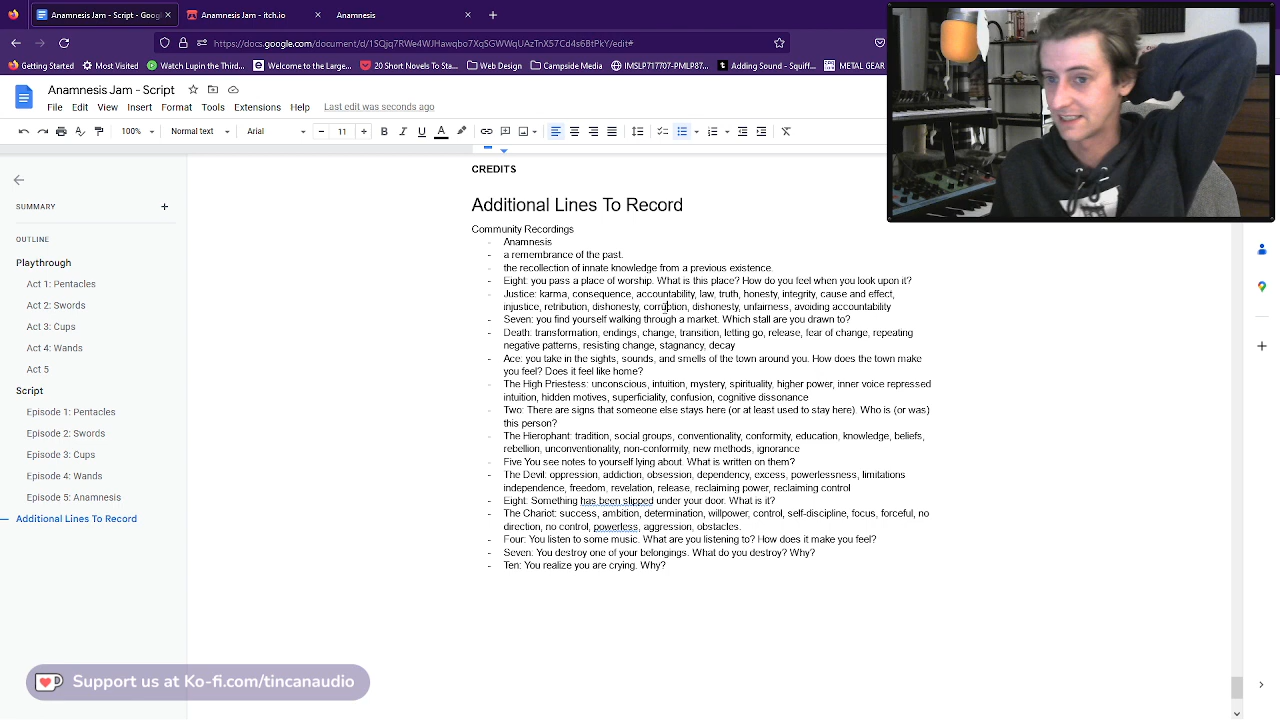 Anamnesis Jam - Script - Goog
Anamnesis Jam - itch.io
Anamnesis
https://docs.google.com/document/d/1SQjq7RWe4WJHawqbo7XqSGWWqUAzTnX57Cd4s6BtPkY/edit#
Getting Started
Most Visited
Watch Lupin the Third...
Welcome to the Large...
20 Short Novels To Sta...
Web Design
Campside Media
IMSLP717707-PMLP87...
Adding Sound - Squiff...
METAL GEAR
Anamnesis Jam - Script
File Edit View Insert Format Tools Extensions Help Last edit was seconds ago
100% Normal text Arial 11
SUMMARY
OUTLINE
Playthrough
Act 1: Pentacles
Act 2: Swords
Act 3: Cups
Act 4: Wands
Act 5
Script
Episode 1: Pentacles
Episode 2: Swords
Episode 3: Cups
Episode 4: Wands
Episode 5: Anamnesis
Additional Lines To Record
CREDITS
Additional Lines To Record
Community Recordings
- Anamnesis
- a remembrance of the past.
- the recollection of innate knowledge from a previous existence.
- Eight: you pass a place of worship. What is this place? How do you feel when you look upon it?
- Justice: karma, consequence, accountability, law, truth, honesty, integrity, cause and effect,
injustice, retribution, dishonesty, corruption, dishonesty, unfairness, avoiding accountability
- Seven: you find yourself walking through a market. Which stall are you drawn to?
- Death: transformation, endings, change, transition, letting go, release, fear of change, repeating
negative patterns, resisting change, stagnancy, decay
- Ace: you take in the sights, sounds, and smells of the town around you. How does the town make
you feel? Does it feel like home?
- The High Priestess: unconscious, intuition, mystery, spirituality, higher power, inner voice repressed
intuition, hidden motives, superficiality, confusion, cognitive dissonance
- Two: There are signs that someone else stays here (or at least used to stay here). Who is (or was)
this person?
- The Hierophant: tradition, social groups, conventionality, conformity, education, knowledge, beliefs,
rebellion, unconventionality, non-conformity, new methods, ignorance
- Five You see notes to yourself lying about. What is written on them?
- The Devil: oppression, addiction, obsession, dependency, excess, powerlessness, limitations
independence, freedom, revelation, release, reclaiming power, reclaiming control
- Eight: Something has been slipped under your door. What is it?
- The Chariot: success, ambition, determination, willpower, control, self-discipline, focus, forceful, no
direction, no control, powerless, aggression, obstacles.
- Four: You listen to some music. What are you listening to? How does it make you feel?
- Seven: You destroy one of your belongings. What do you destroy? Why?
- Ten: You realize you are crying. Why?
Support us at Ko-fi.com/tincanaudio